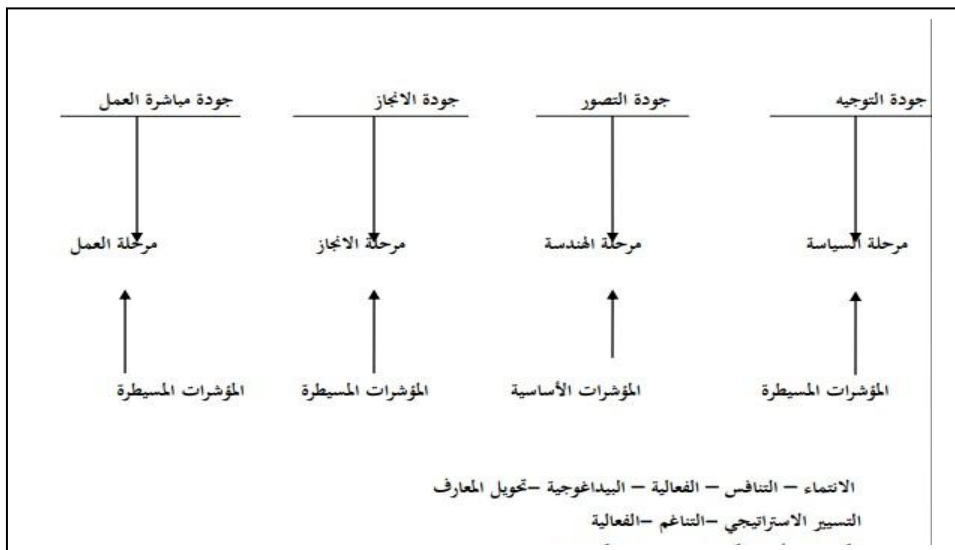 جودة التوجيه جودة التصور جودة الانجاز جودة مباشرة العمل
مرحلة السياسة مرحلة الهندسة مرحلة الانجاز مرحلة العمل
المؤشرات المسيطرة المؤشرات الأساسية المؤشرات المسيطرة المؤشرات المسيطرة
الانتماء – التنافس – الفعالية – البيداغوجية –تحويل المعارف
التسيير الاستراتيجي –التناغم –الفعالية